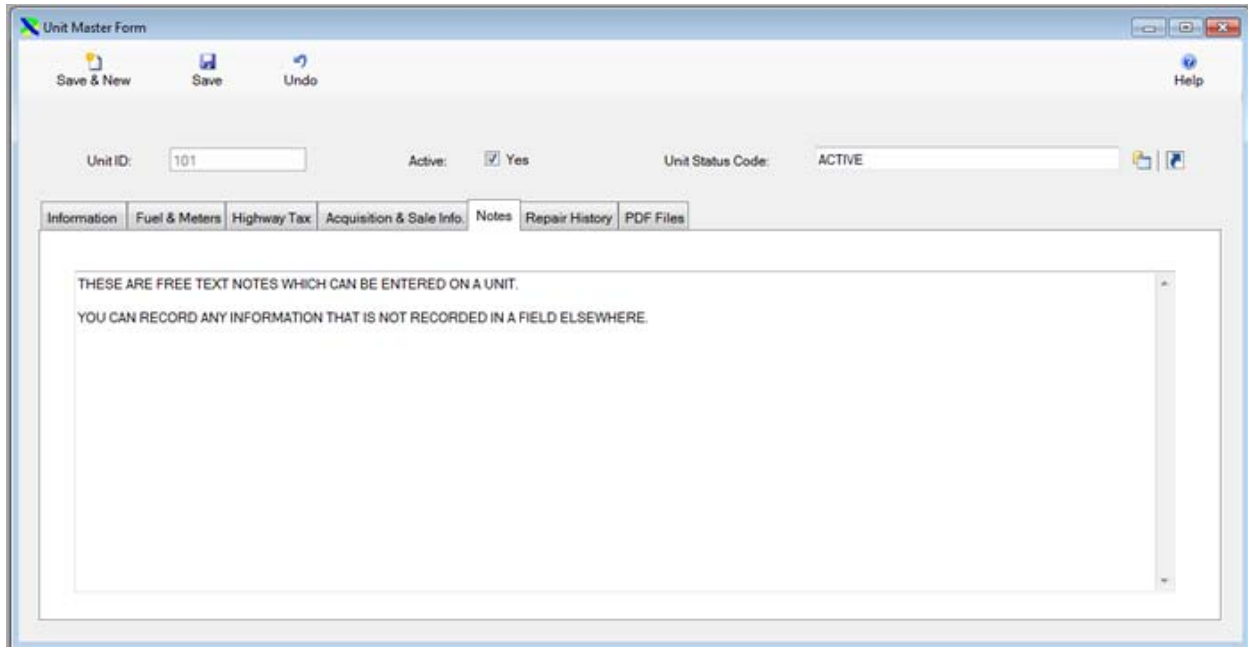 Unit Master Form
Save & New Save Undo Help
Unit ID: 101 Active: Yes Unit Status Code: ACTIVE
Information Fuel & Meters Highway Tax Acquisition & Sale Info. Notes Repair History PDF Files
THESE ARE FREE TEXT NOTES WHICH CAN BE ENTERED ON A UNIT.
YOU CAN RECORD ANY INFORMATION THAT IS NOT RECORDED IN A FIELD ELSEWHERE.